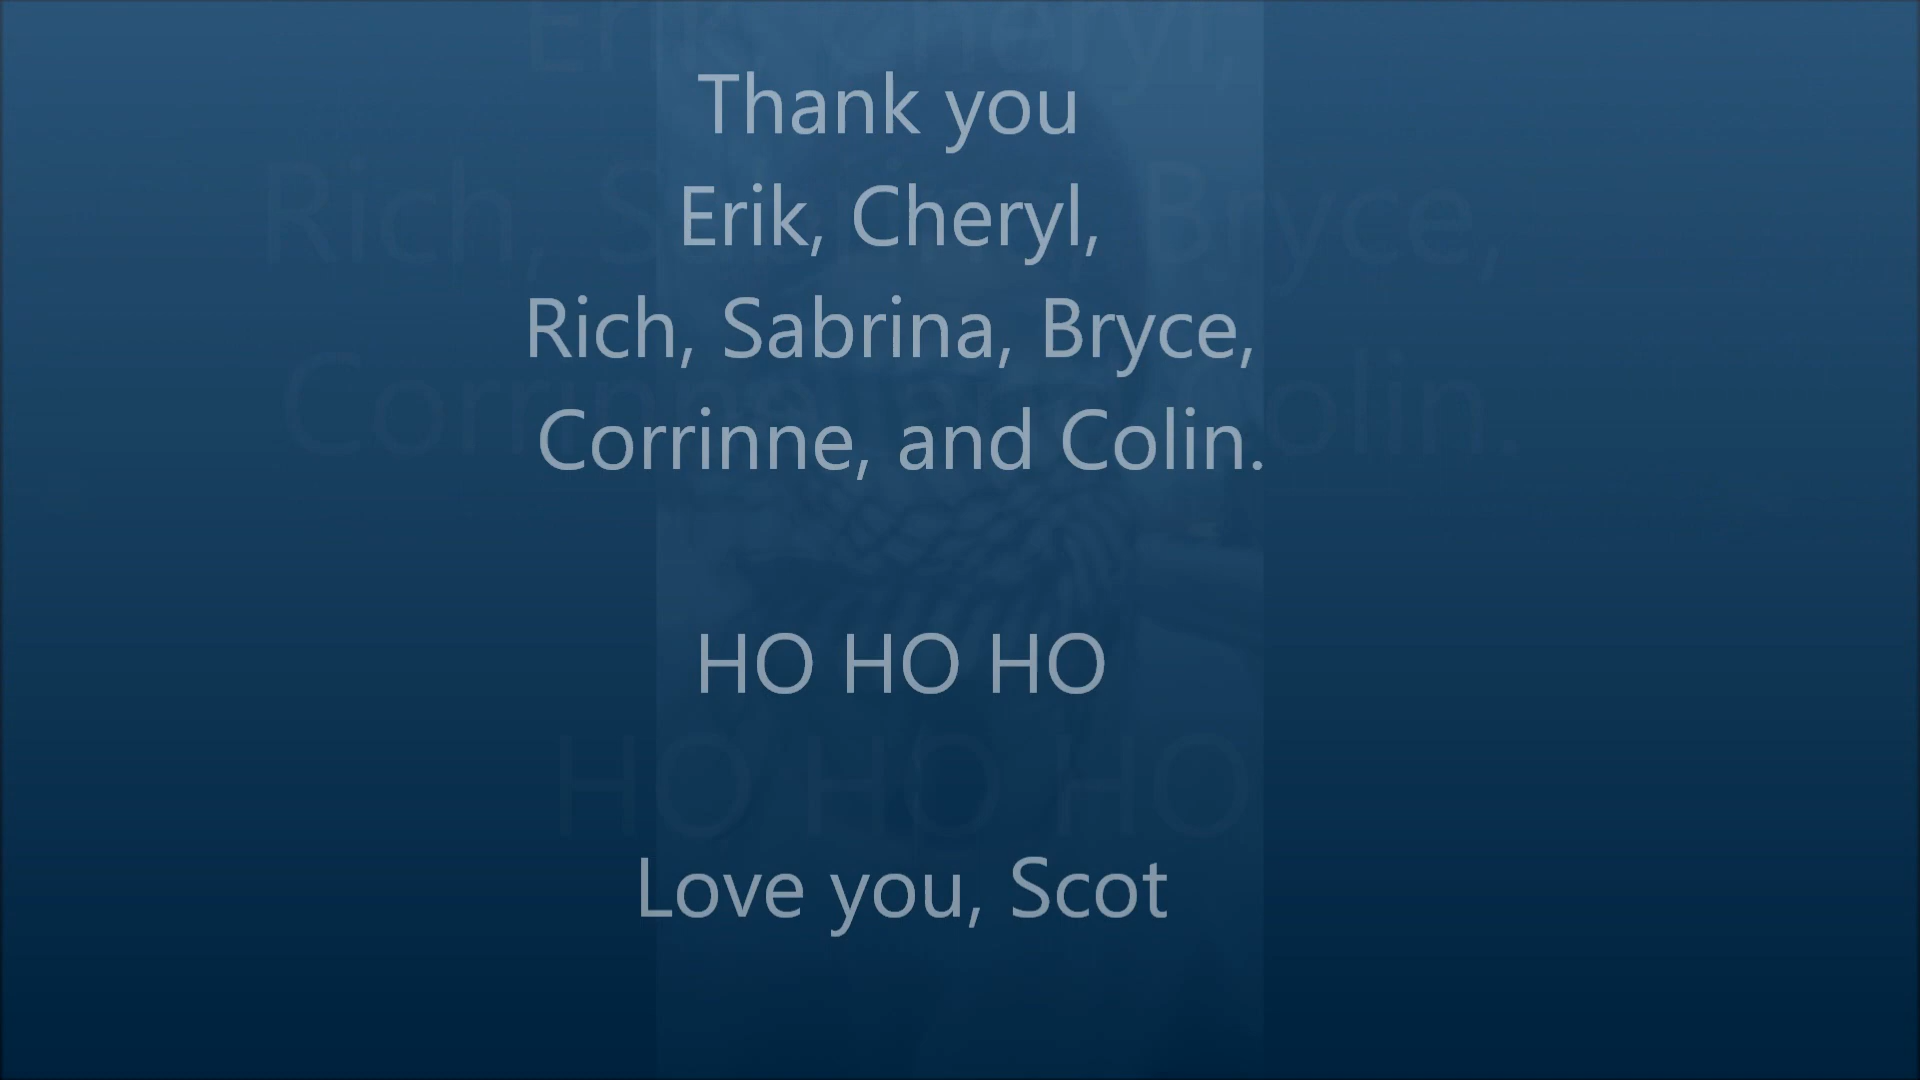 Thank you
Erik, Cheryl,
Rich, Sabrina, Bryce,
Corrinne, and Colin.
HO HO HO
Love you, Scot